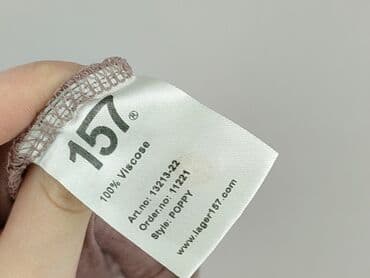 157®
100% Viscose
Art.no: 13213-22
Order.no: 11221
Style: POPPY
www.lager157.com